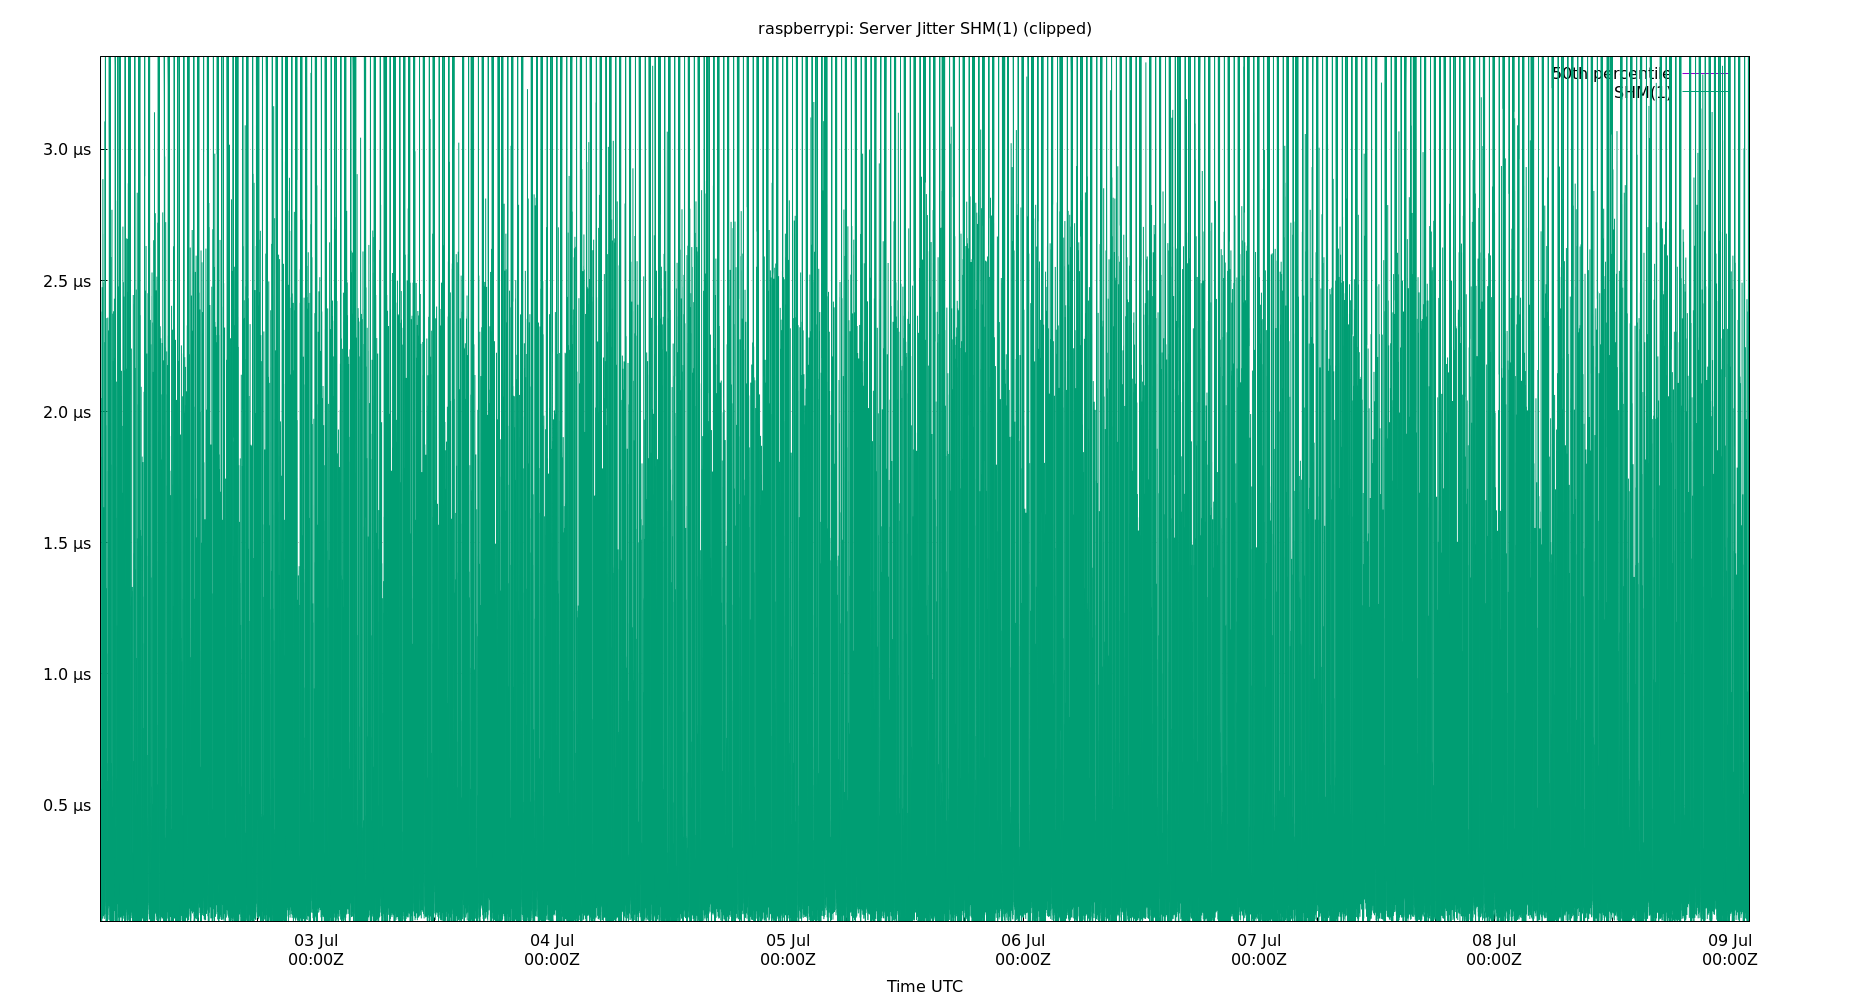 raspberrypi: Server Jitter SHM(1) (clipped)
50th percentile
SHM(1)
3.0 μs
2.5 μs
2.0 μs
1.5 μs
1.0 μs
0.5 μs
03 Jul 04 Jul 05 Jul 06 Jul 07 Jul 08 Jul 09 Jul
00:00Z 00:00Z 00:00Z 00:00Z 00:00Z 00:00Z 00:00Z
Time UTC